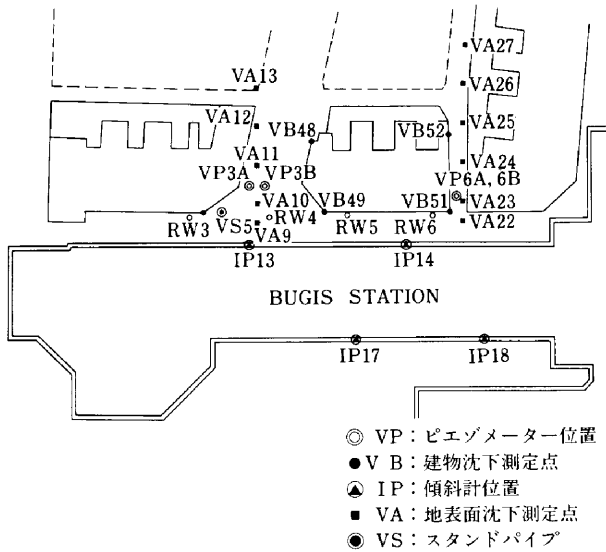 VA27
VA13
VA26
VA12
VB48
VB52
VA25
VA11
VA24
VP3A
VP3B
VP6A, 6B
VA10
VB49
VB51
VA23
RW3
VS5
RW4
RW5
RW6
VA22
VA9
IP13
IP14
BUGIS STATION
IP17
IP18
◎ VP：ピエゾメーター位置
● V B：建物沈下測定点
IP：傾斜計位置
■ VA：地表面沈下測定点
◉ VS：スタンドパイプ